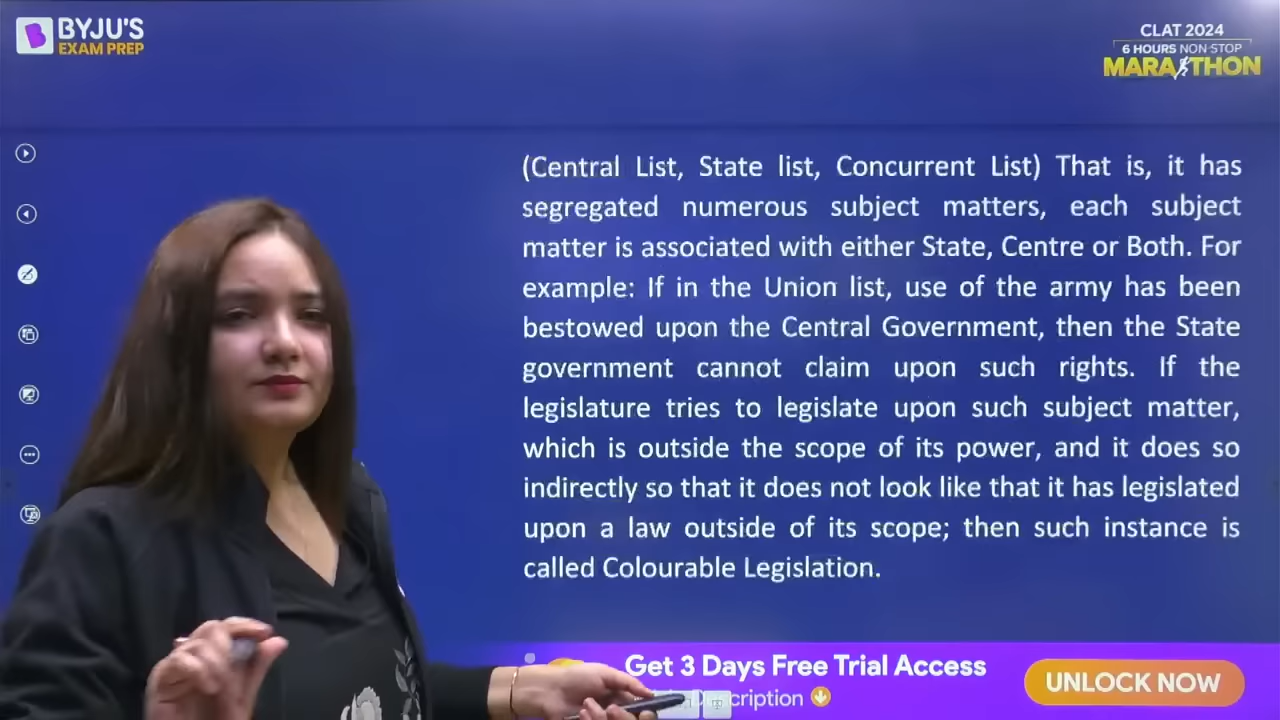 BYJU'S
EXAM PREP
CLAT 2024
6 HOURS NON-STOP
MARATHON
(Central List, State list, Concurrent List) That is, it has
segregated numerous subject matters, each subject
matter is associated with either State, Centre or Both. For
example: If in the Union list, use of the army has been
bestowed upon the Central Government, then the State
government cannot claim upon such rights. If the
legislature tries to legislate upon such subject matter,
which is outside the scope of its power, and it does so
indirectly so that it does not look like that it has legislated
upon a law outside of its scope; then such instance is
called Colourable Legislation.
Get 3 Days Free Trial Access
UNLOCK NOW